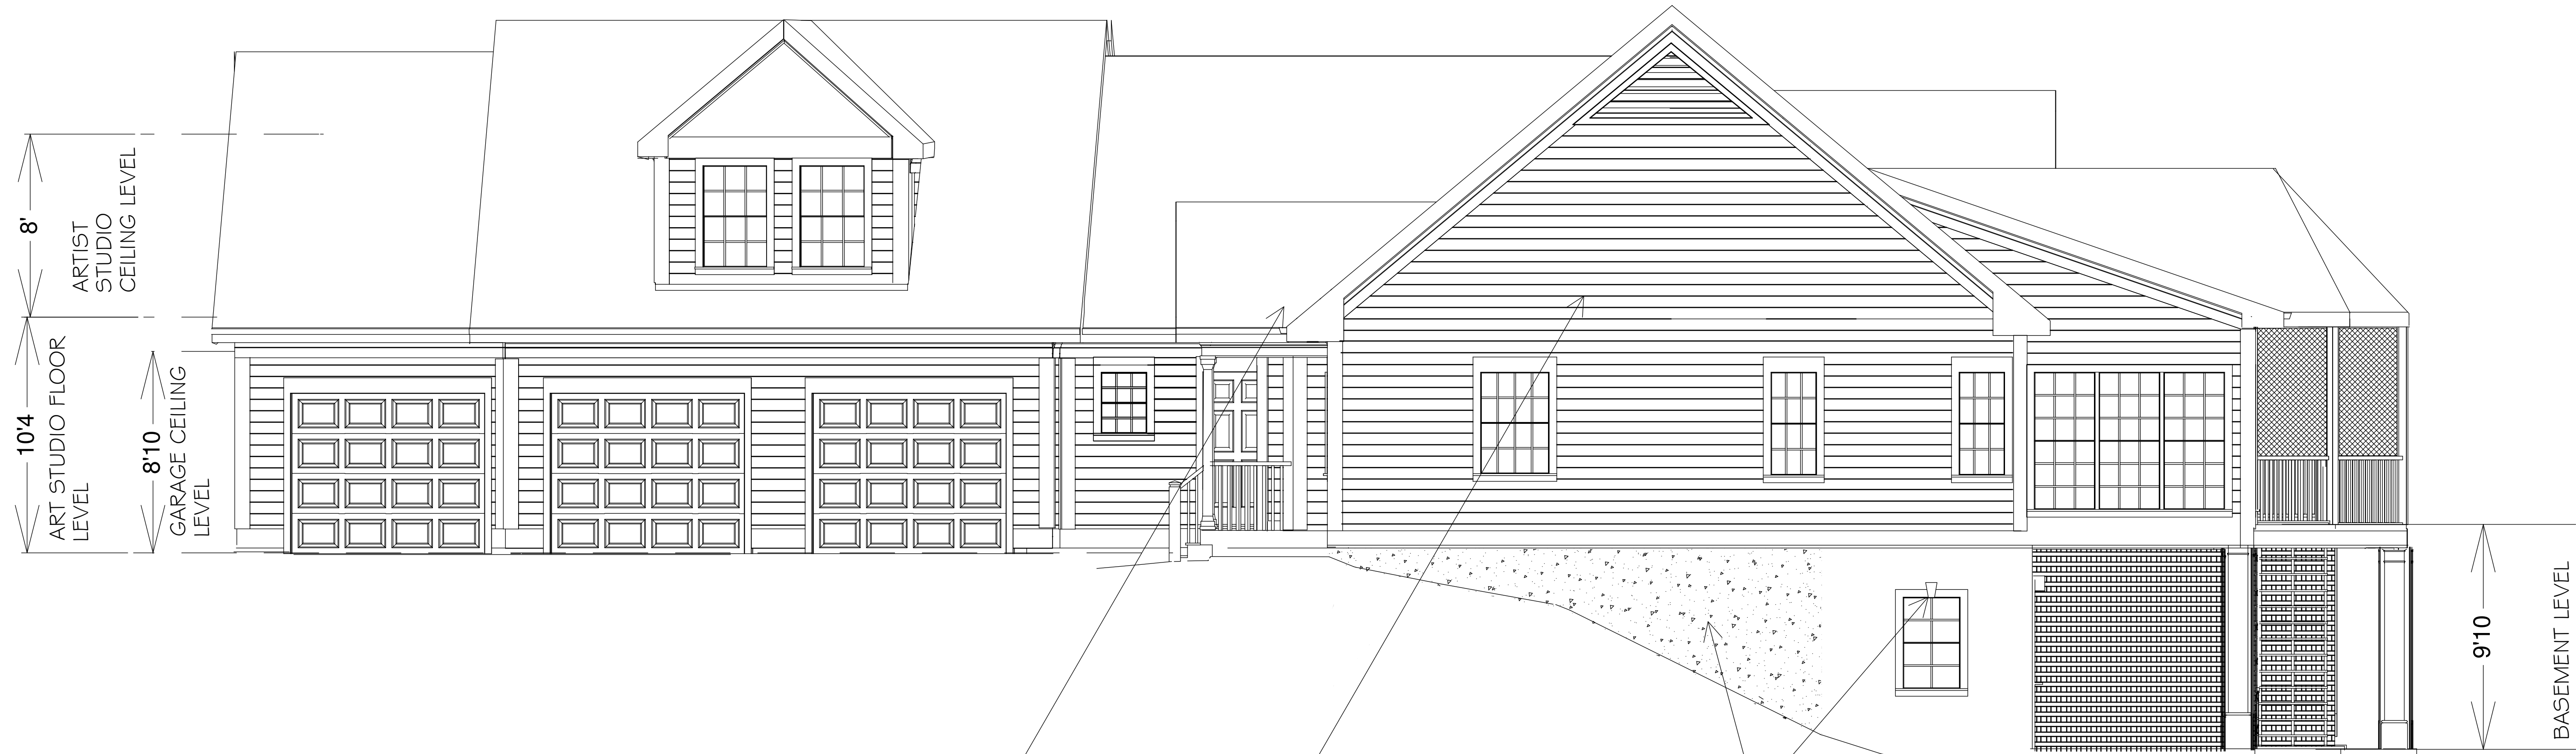 8'
ARTIST
STUDIO
CEILING LEVEL
10'4
ART STUDIO FLOOR
LEVEL
8'10
GARAGE CEILING
LEVEL
9'10
BASEMENT LEVEL